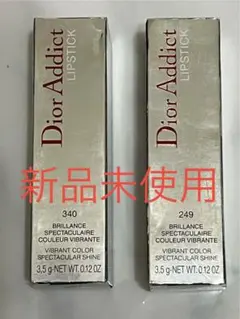 Dior Addict
LIPSTICK
340
BRILLANCE
SPECTACULAIRE
COULEUR VIBRANTE
VIBRANT COLOR
SPECTACULAR SHINE
3,5 g-NET WT. 0.12 OZ
Dior Addict
LIPSTICK
249
BRILLANCE
SPECTACULAIRE
COULEUR VIBRANTE
VIBRANT COLOR
SPECTACULAR SHINE
3,5 g-NET WT. 0.12 OZ
新品未使用